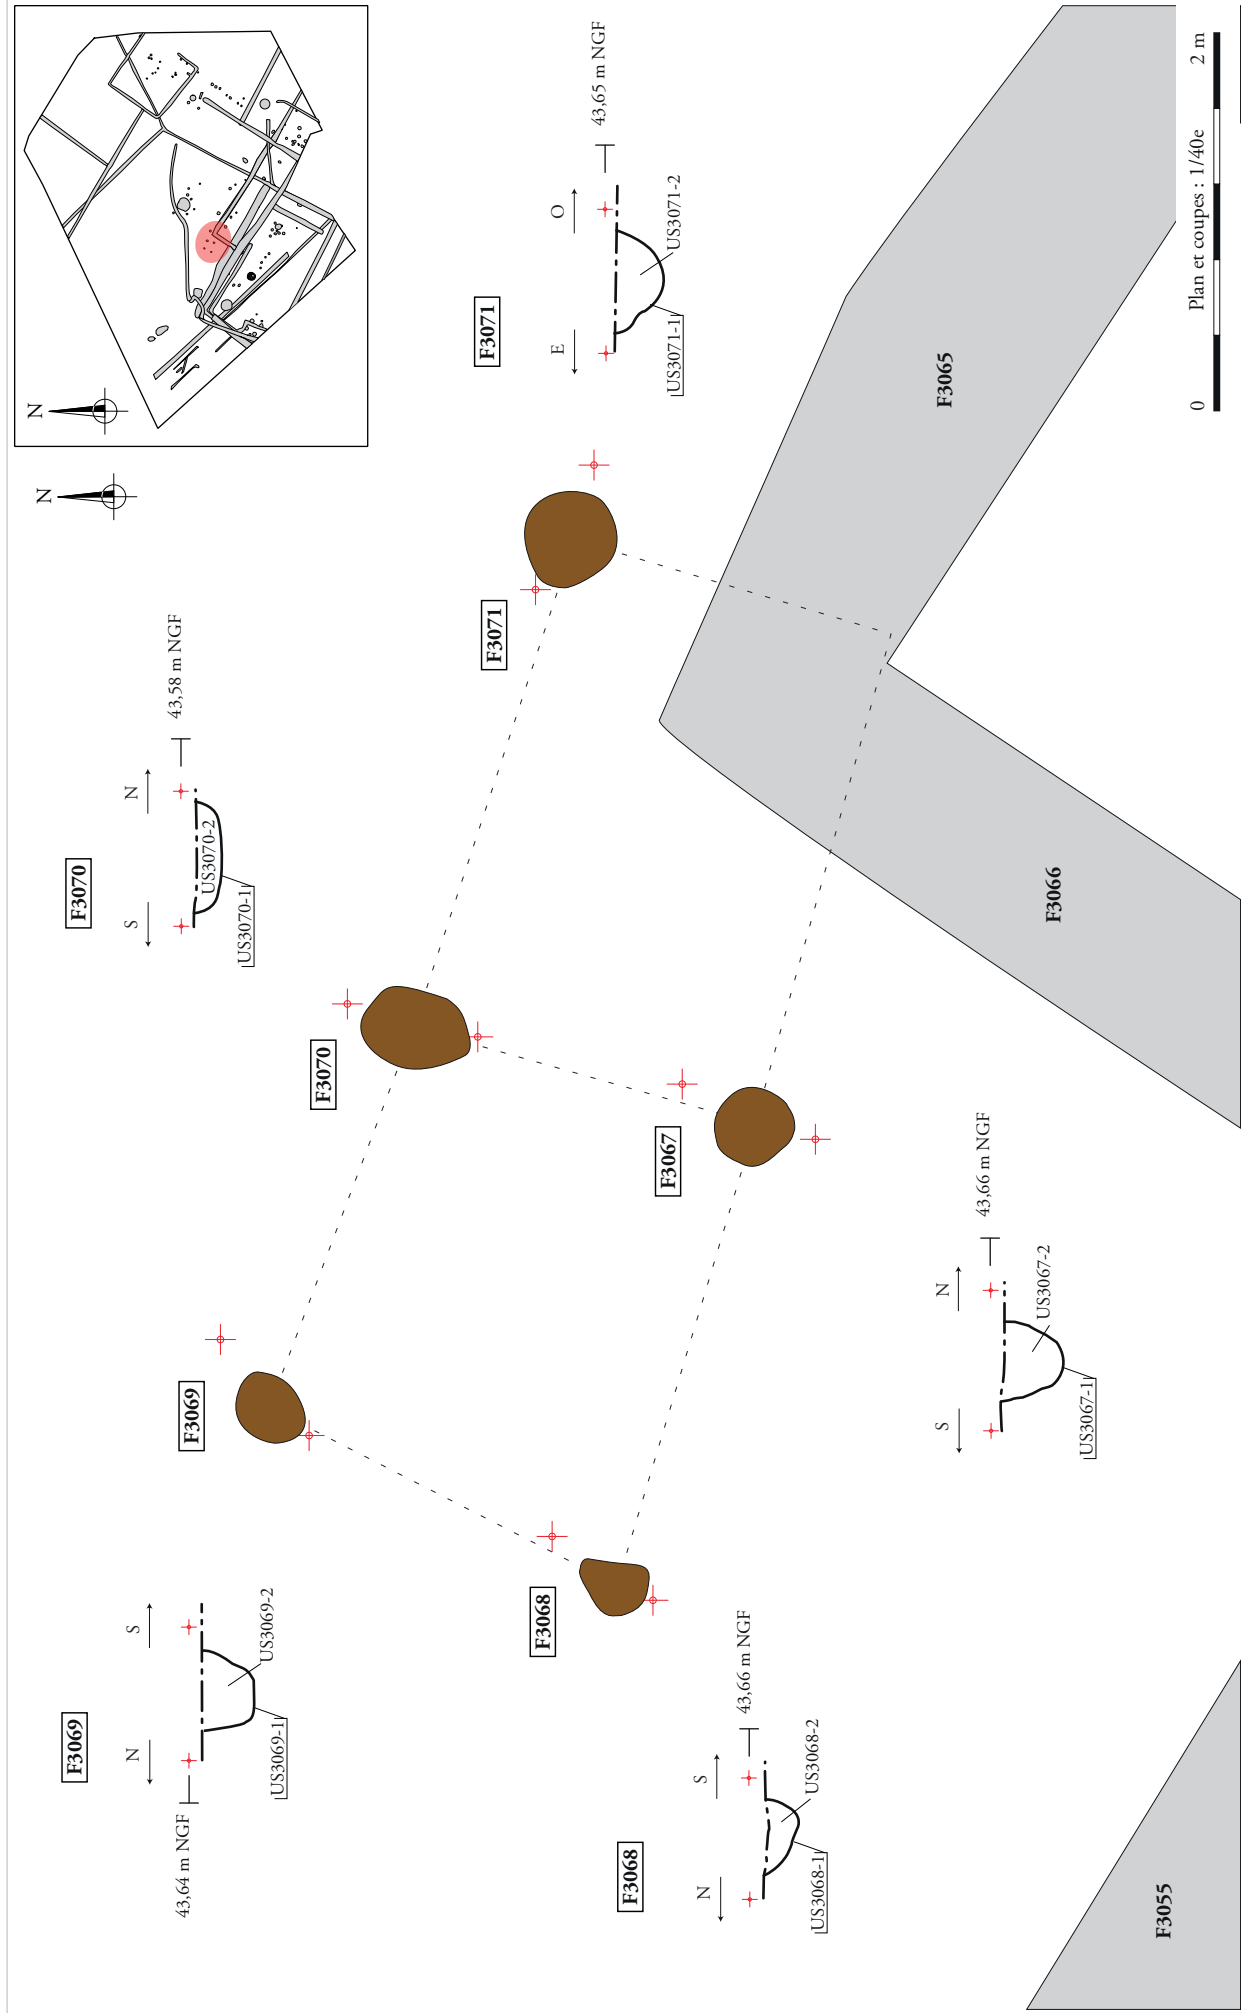 N
N
F3069
N
S
43,64 m NGF
US3069-2
US3069-1
F3070
S
N
43,58 m NGF
US3070-2
US3070-1
F3071
E
O
43,65 m NGF
US3071-2
US3071-1
F3069
F3070
F3071
F3068
F3067
F3068
N
S
43,66 m NGF
US3068-2
US3068-1
S
N
43,66 m NGF
US3067-2
US3067-1
F3065
F3066
F3055
0
2 m
Plan et coupes : 1/40e